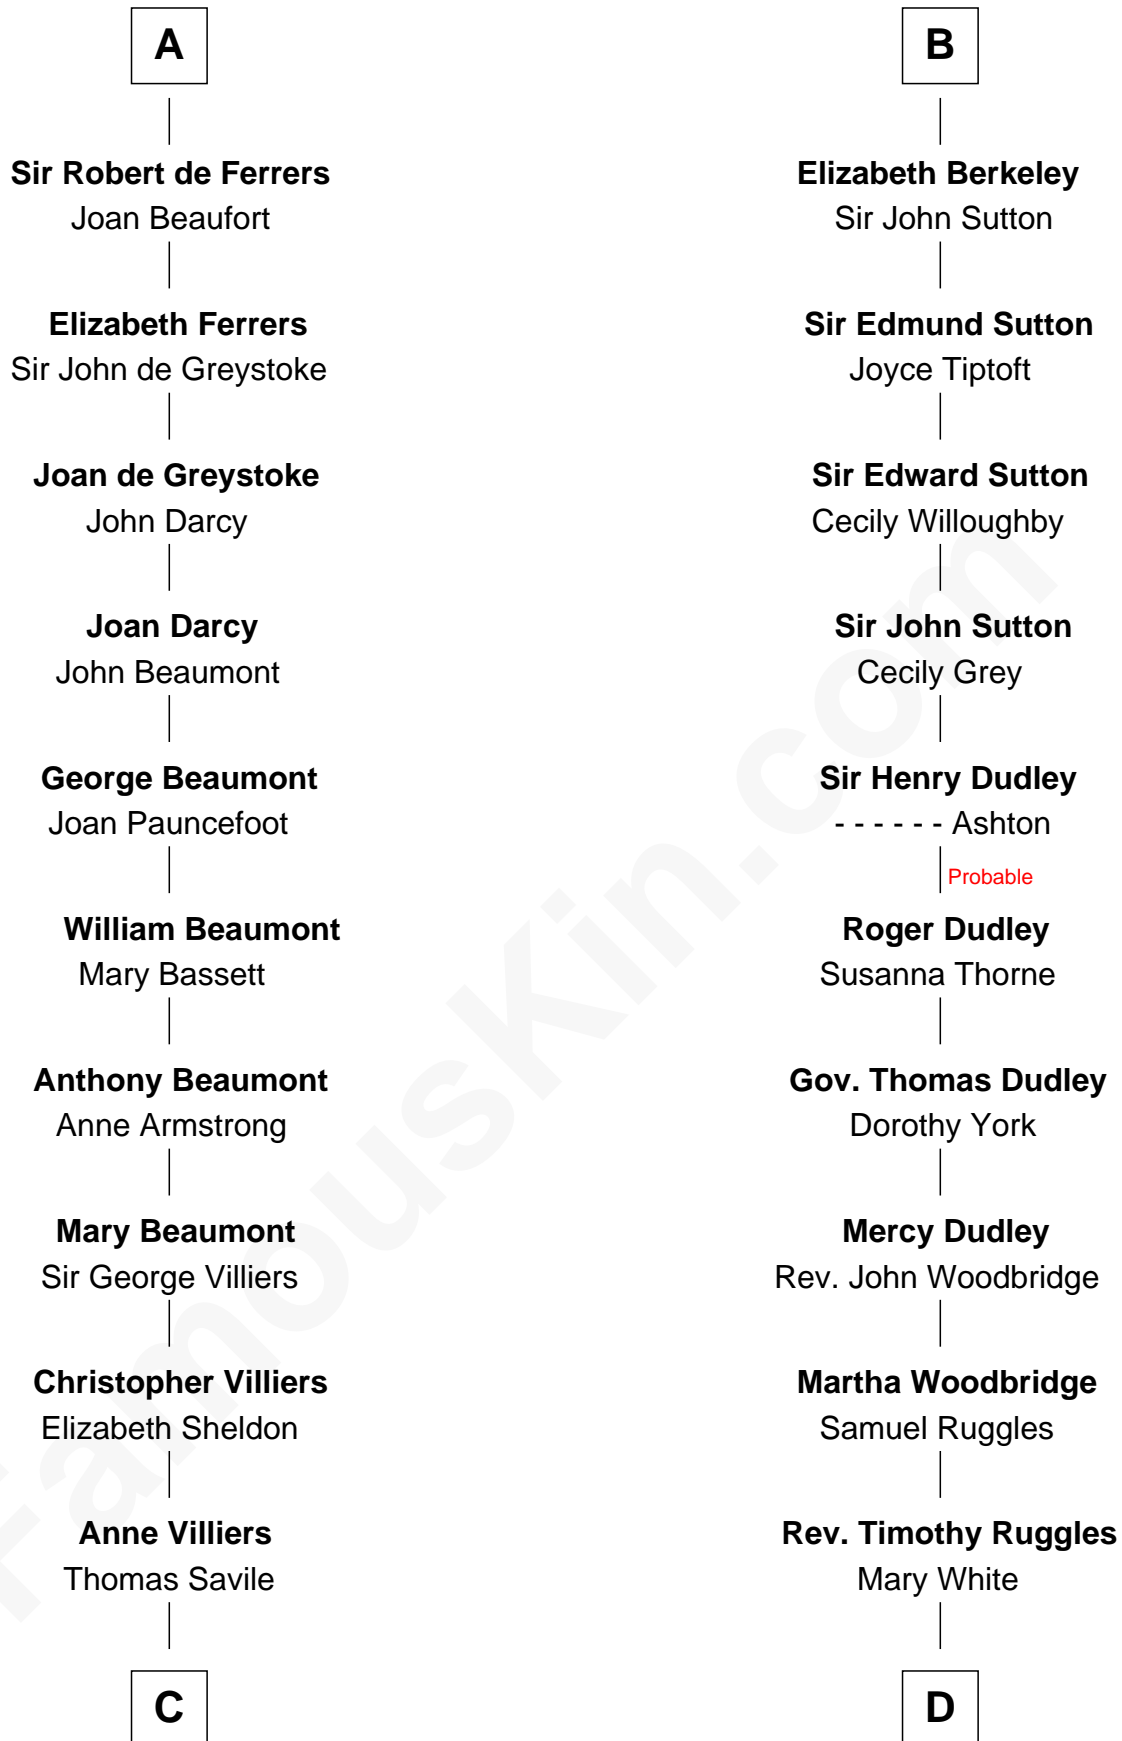 A
Sir Robert de Ferrers
Joan Beaufort
Elizabeth Ferrers
Sir John de Greystoke
Joan de Greystoke
John Darcy
Joan Darcy
John Beaumont
George Beaumont
Joan Pauncefoot
William Beaumont
Mary Bassett
Anthony Beaumont
Anne Armstrong
Mary Beaumont
Sir George Villiers
Christopher Villiers
Elizabeth Sheldon
Anne Villiers
Thomas Savile
C
B
Elizabeth Berkeley
Sir John Sutton
Sir Edmund Sutton
Joyce Tiptoft
Sir Edward Sutton
Cecily Willoughby
Sir John Sutton
Cecily Grey
Sir Henry Dudley
- - - - - - Ashton
Probable
Roger Dudley
Susanna Thorne
Gov. Thomas Dudley
Dorothy York
Mercy Dudley
Rev. John Woodbridge
Martha Woodbridge
Samuel Ruggles
Rev. Timothy Ruggles
Mary White
D
FamousKin.com